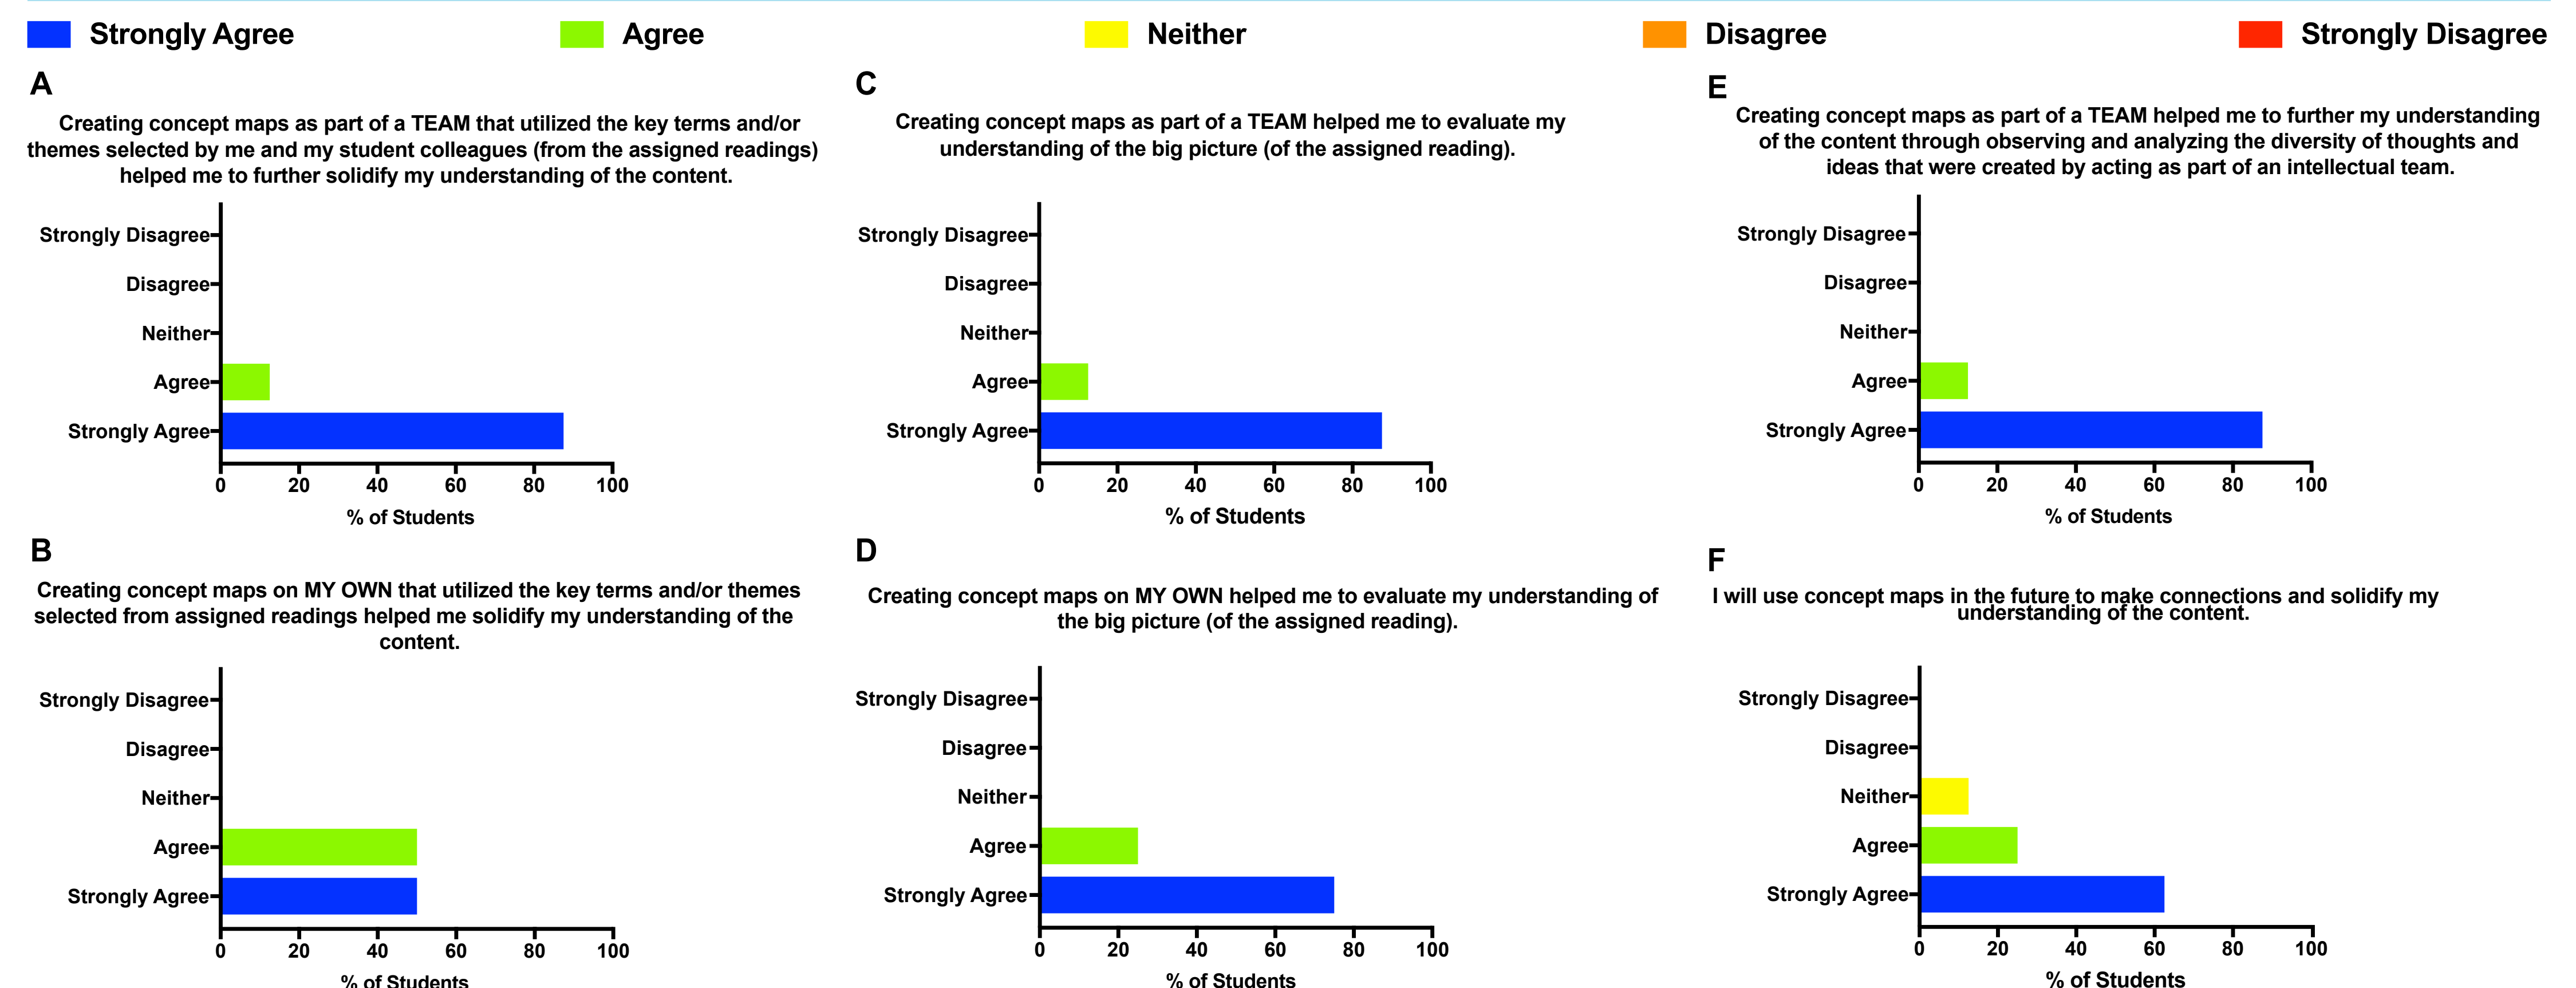 Strongly Agree
Agree
Neither
Disagree
Strongly Disagree
A
Creating concept maps as part of a TEAM that utilized the key terms and/or
themes selected by me and my student colleagues (from the assigned readings)
helped me to further solidify my understanding of the content.
Strongly Disagree
Disagree
Neither
Agree
Strongly Agree
0 20 40 60 80 100
% of Students
B
Creating concept maps on MY OWN that utilized the key terms and/or themes
selected from assigned readings helped me solidify my understanding of the
content.
Strongly Disagree
Disagree
Neither
Agree
Strongly Agree
0 20 40 60 80 100
% of Students
C
Creating concept maps as part of a TEAM helped me to evaluate my
understanding of the big picture (of the assigned reading).
Strongly Disagree
Disagree
Neither
Agree
Strongly Agree
0 20 40 60 80 100
% of Students
D
Creating concept maps on MY OWN helped me to evaluate my understanding of
the big picture (of the assigned reading).
Strongly Disagree
Disagree
Neither
Agree
Strongly Agree
0 20 40 60 80 100
% of Students
E
Creating concept maps as part of a TEAM helped me to further my understanding
of the content through observing and analyzing the diversity of thoughts and
ideas that were created by acting as part of an intellectual team.
Strongly Disagree
Disagree
Neither
Agree
Strongly Agree
0 20 40 60 80 100
% of Students
F
I will use concept maps in the future to make connections and solidify my
understanding of the content.
Strongly Disagree
Disagree
Neither
Agree
Strongly Agree
0 20 40 60 80 100
% of Students